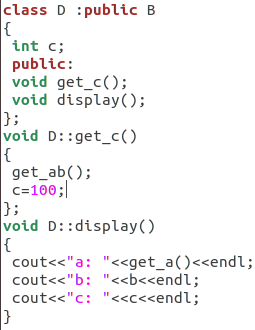 class D :public B
{
 int c;
 public:
 void get_c();
 void display();
};
void D::get_c()
{
 get_ab();
 c=100;
};
void D::display()
{
 cout<<"a: "<<get_a()<<endl;
 cout<<"b: "<<b<<endl;
 cout<<"c: "<<c<<endl;
}